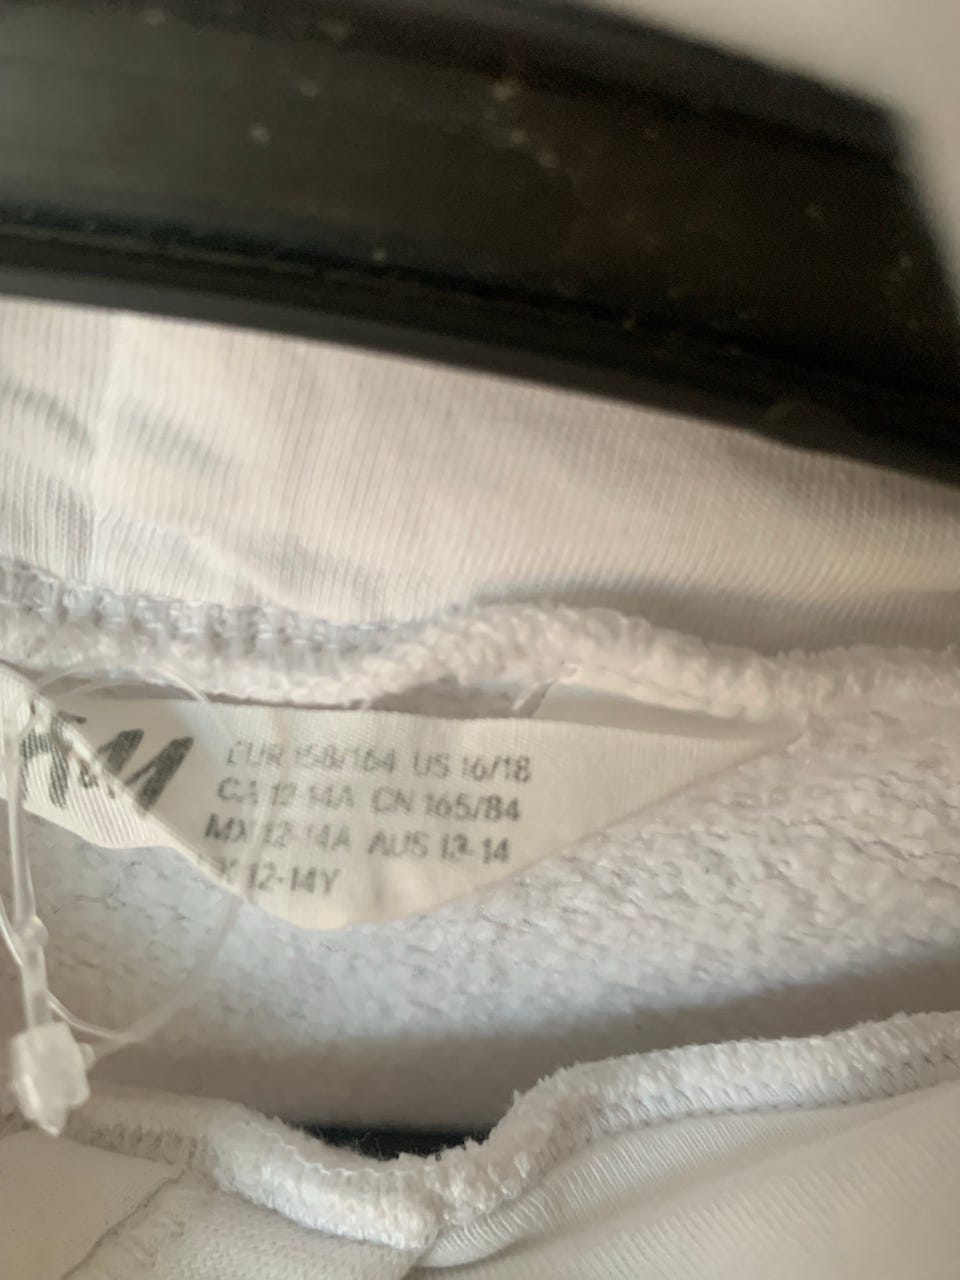 H&M
EUR 158/164 US 16/18
CA 12-14A CN 165/84
MX 12-14A AUS 13-14
12-14Y